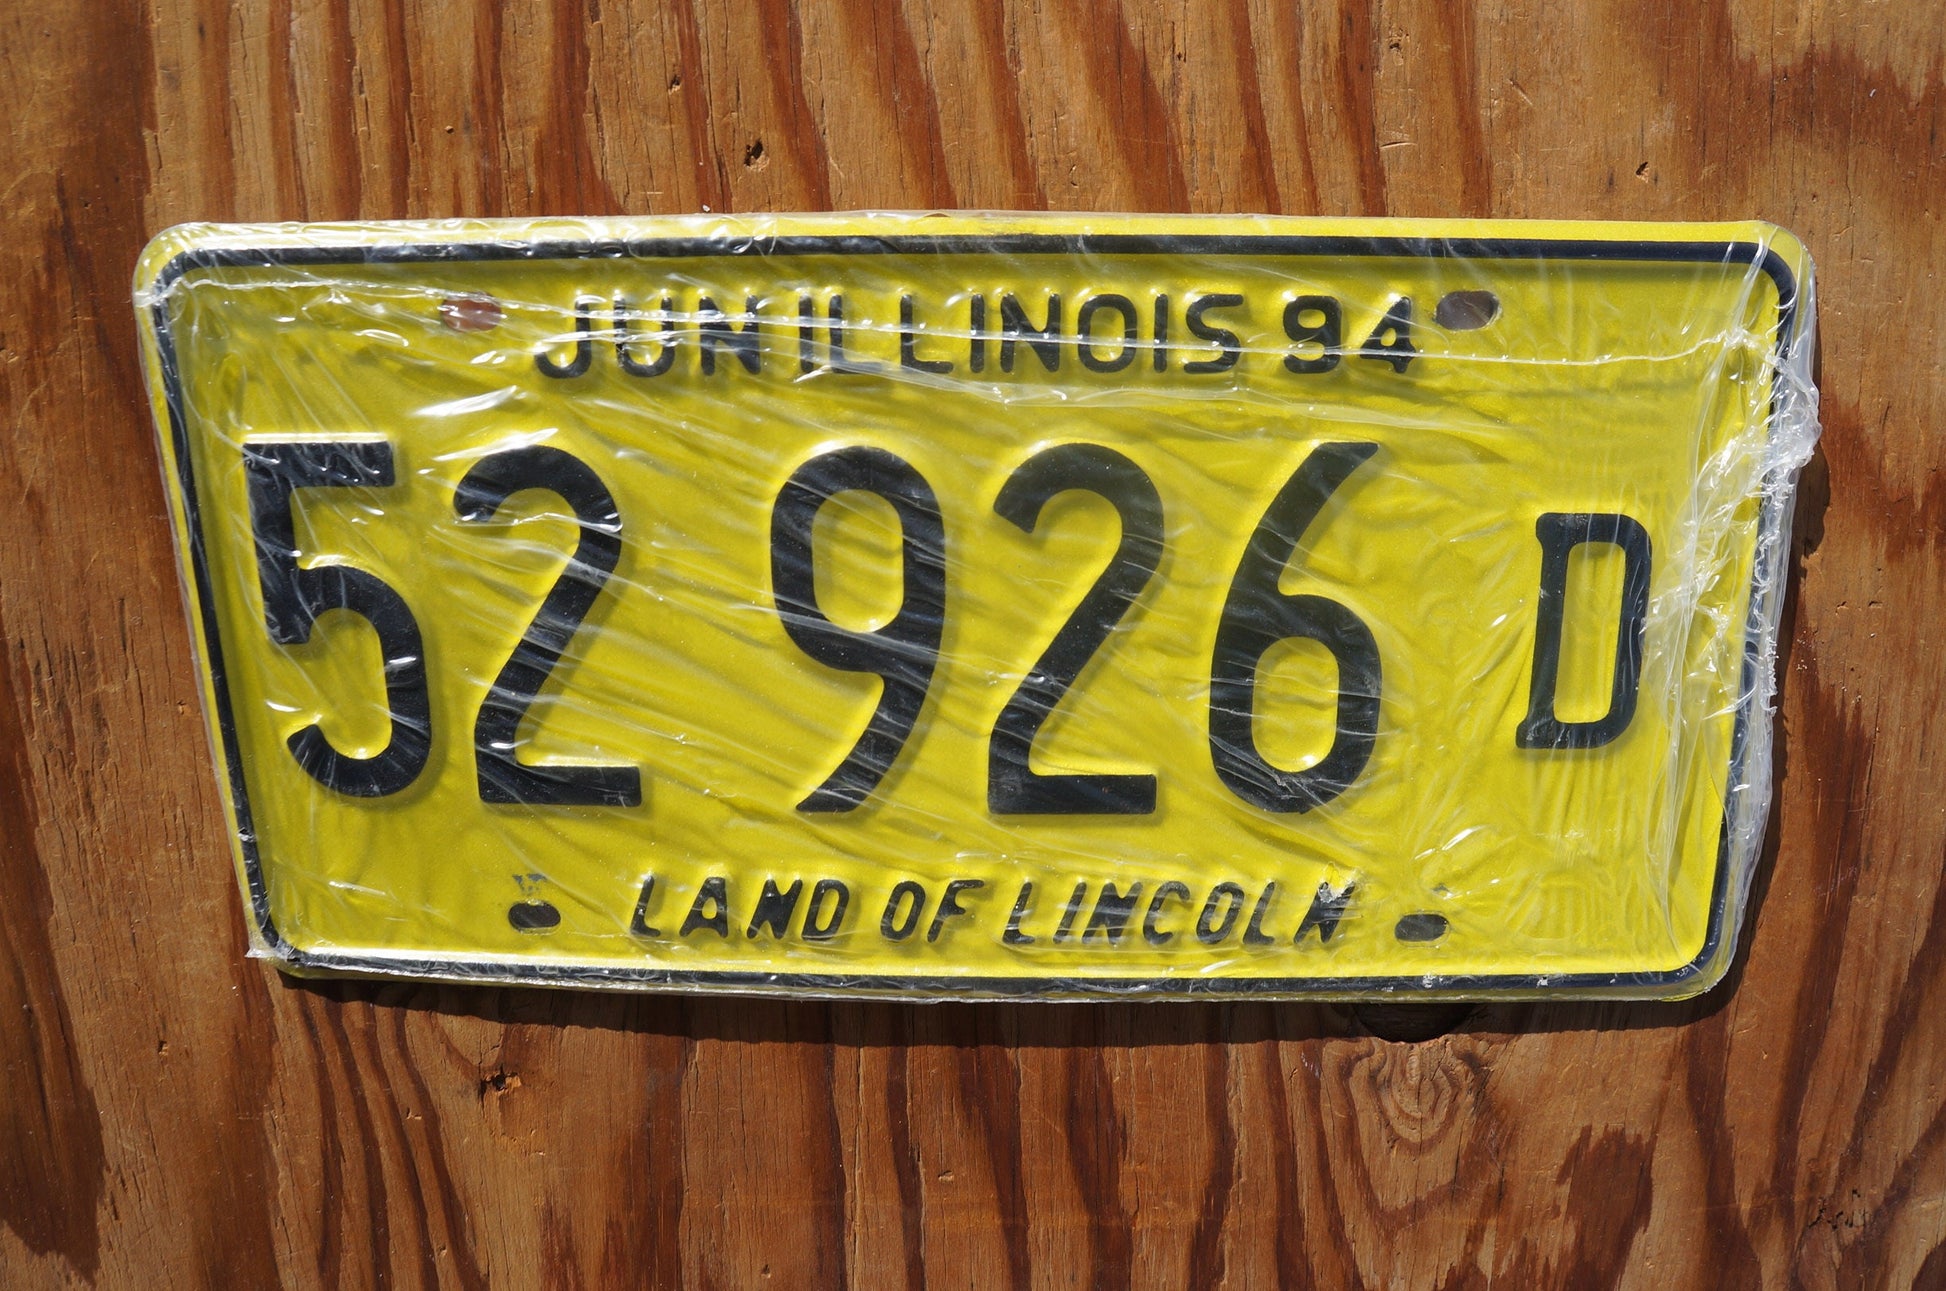 JUN ILLINOIS 94
52 926 D
LAND OF LINCOLN